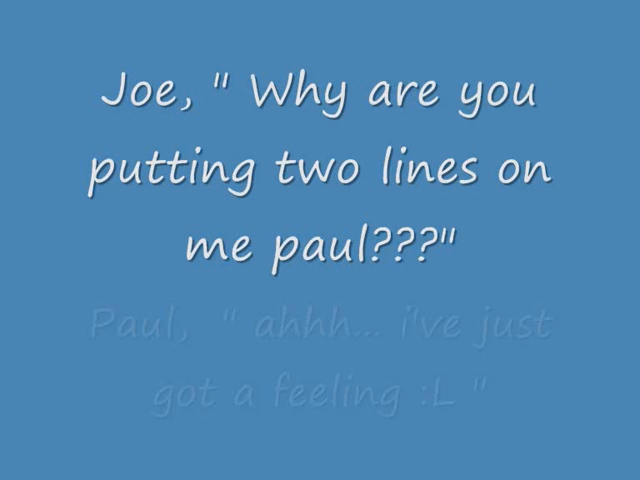 Joe, " Why are you
putting two lines on
me paul???"
Paul,  " ahhh... i've just
got a feeling :L "